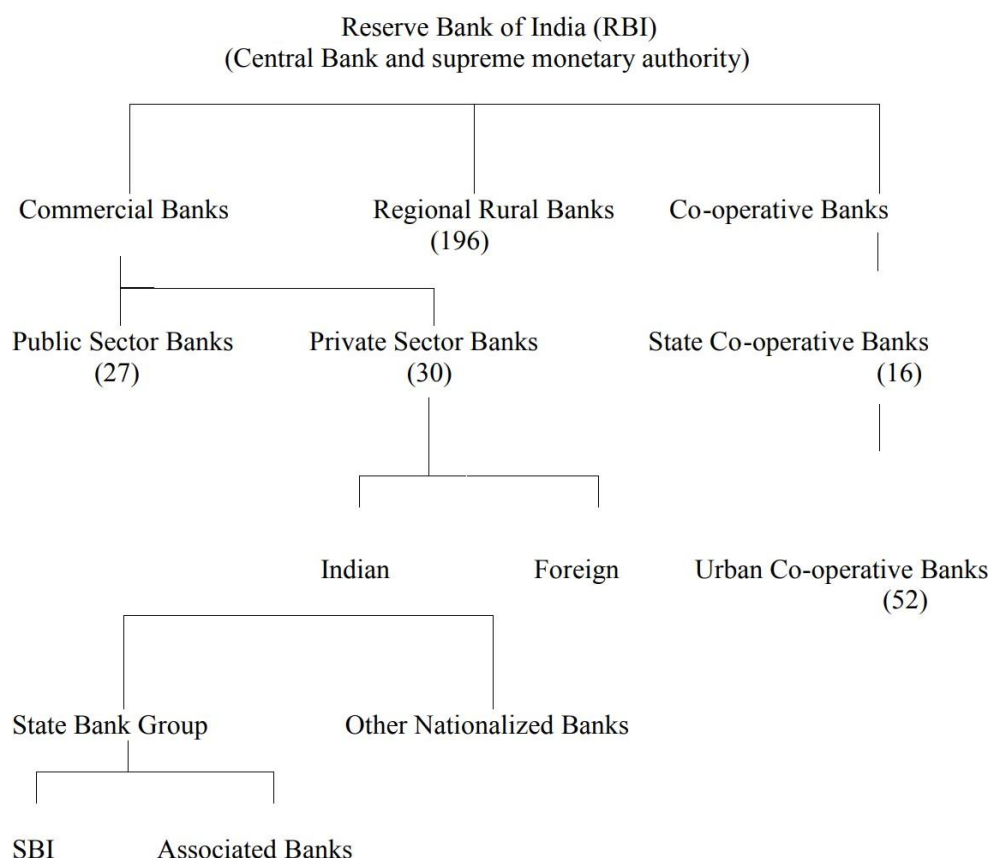 Reserve Bank of India (RBI)
(Central Bank and supreme monetary authority)
Commercial Banks
Regional Rural Banks
(196)
Co-operative Banks
Public Sector Banks
(27)
Private Sector Banks
(30)
State Co-operative Banks
(16)
Indian
Foreign
Urban Co-operative Banks
(52)
State Bank Group
Other Nationalized Banks
SBI
Associated Banks